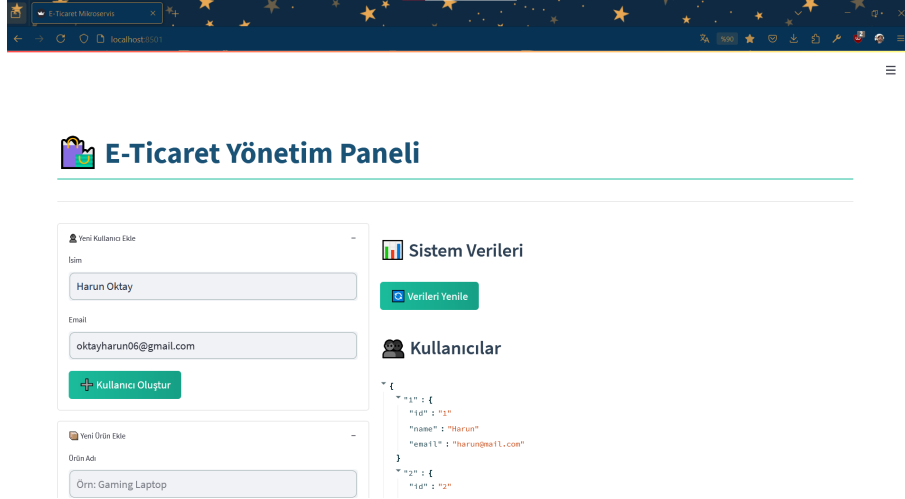 E-Ticaret Mikroservis
localhost:8501
%90
2
E-Ticaret Yönetim Paneli
Yeni Kullanıcı Ekle
İsim
Harun Oktay
Email
oktayharun06@gmail.com
Kullanıcı Oluştur
Yeni Ürün Ekle
Ürün Adı
Örn: Gaming Laptop
Sistem Verileri
Verileri Yenile
Kullanıcılar
{
"1" : {
"id" : "1"
"name" : "Harun"
"email" : "harun@mail.com"
}
"2" : {
"id" : "2"